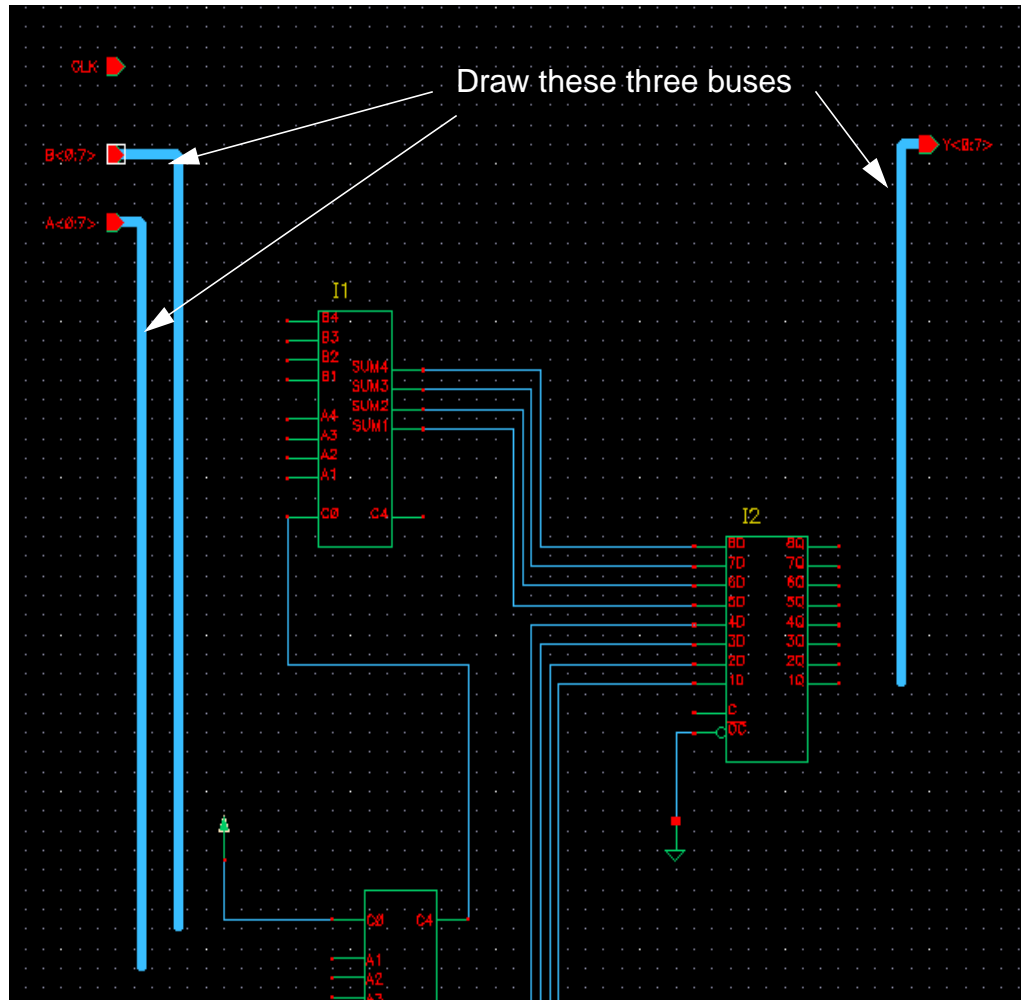 CLK
Draw these three buses
B<0:7>
Y<0:7>
A<0:7>
I1
B4
B3
B2
B1
A4
A3
A2
A1
C0
SUM4
SUM3
SUM2
SUM1
C4
I2
8D
7D
6D
5D
4D
3D
2D
1D
C
OC
8Q
7Q
6Q
5Q
4Q
3Q
2Q
1Q
C0
C4
A1
A2
A3